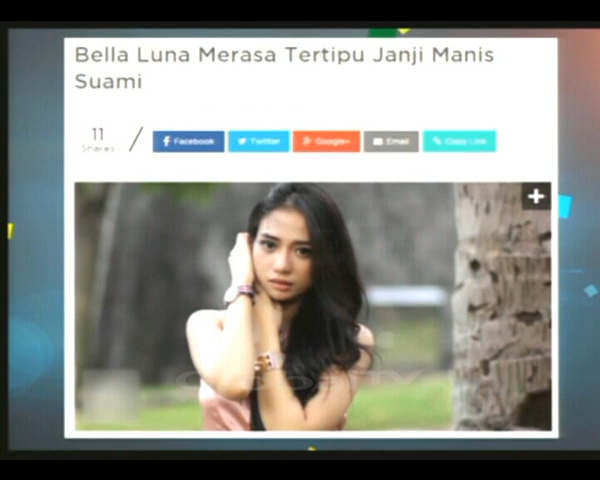 Bella Luna Merasa Tertipu Janji Manis
Suami
11
Shares
Facebook
Twitter
Google+
Email
Copy Link